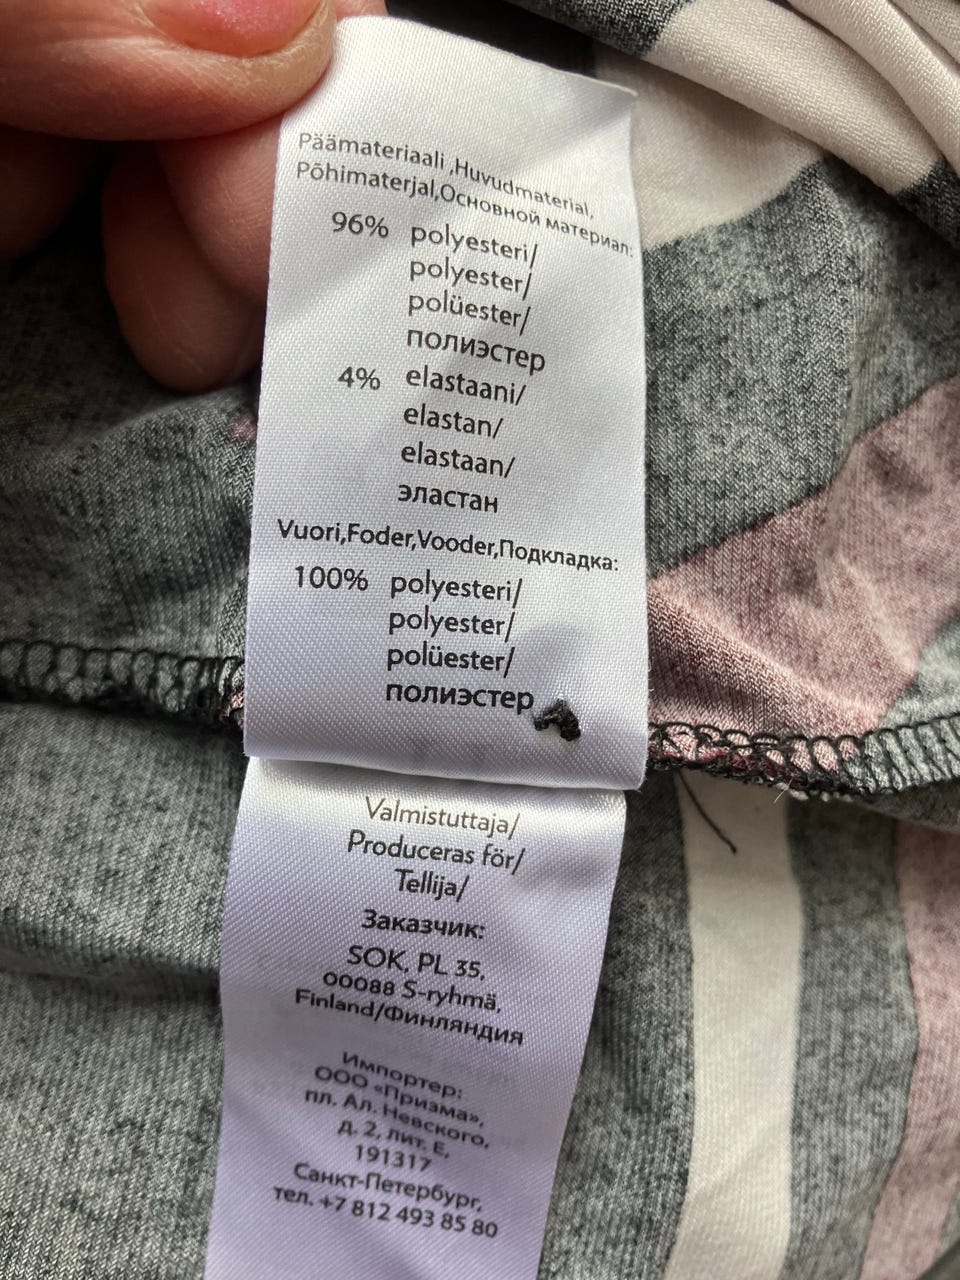 Päämateriaali ,Huvudmaterial,
Põhimaterjal,Основной материал:
96% polyesteri/
polyester/
polüester/
полиэстер
4% elastaani/
elastan/
elastaan/
эластан
Vuori,Foder,Vooder,Подкладка:
100% polyesteri/
polyester/
polüester/
полиэстер
Valmistuttaja/
Produceras för/
Tellija/
Заказчик:
SOK, PL 35,
00088 S-ryhmä,
Finland/Финляндия
Импортер:
ООО «Призма»,
пл. Ал. Невского,
д. 2, лит. Е,
191317
Санкт-Петербург,
тел. +7 812 493 85 80